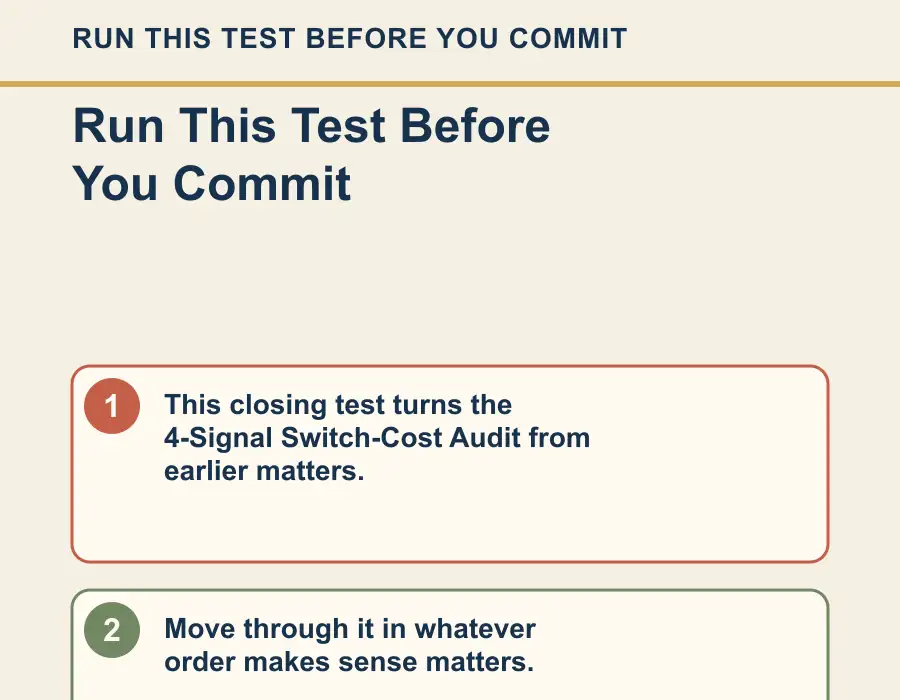 RUN THIS TEST BEFORE YOU COMMIT
Run This Test Before
You Commit
1
This closing test turns the
4-Signal Switch-Cost Audit from
earlier matters.
2
Move through it in whatever
order makes sense matters.